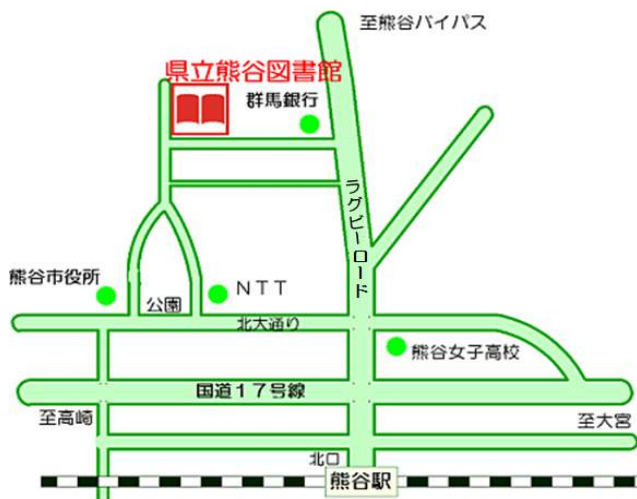 至熊谷バイパス
県立熊谷図書館
群馬銀行
ラグビーロード
熊谷市役所
公園
ＮＴＴ
北大通り
熊谷女子高校
国道１７号線
至高崎
至大宮
北口
熊谷駅